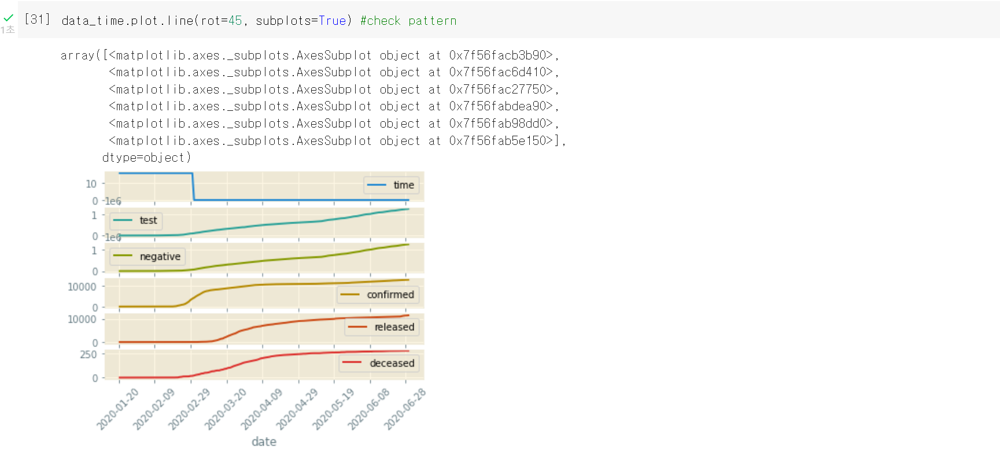 [31] data_time.plot.line(rot=45, subplots=True) #check pattern
1초
array([<matplotlib.axes._subplots.AxesSubplot object at 0x7f56facb3b90>,
<matplotlib.axes._subplots.AxesSubplot object at 0x7f56fac6d410>,
<matplotlib.axes._subplots.AxesSubplot object at 0x7f56fac27750>,
<matplotlib.axes._subplots.AxesSubplot object at 0x7f56fabdea90>,
<matplotlib.axes._subplots.AxesSubplot object at 0x7f56fab98dd0>,
<matplotlib.axes._subplots.AxesSubplot object at 0x7f56fab5e150>],
dtype=object)
10
time
0
1e6
1
test
0
1e6
1
negative
0
10000
confirmed
0
10000
released
0
250
deceased
0
2020-01-20
2020-02-09
2020-02-29
2020-03-20
2020-04-09
2020-04-29
2020-05-19
2020-06-08
2020-06-28
date